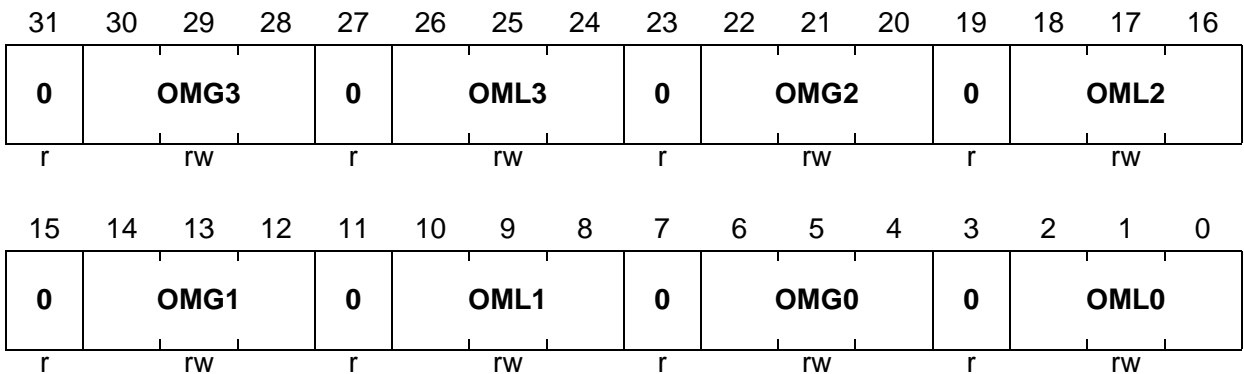 31 30 29 28 27 26 25 24 23 22 21 20 19 18 17 16
0 OMG3 0 OML3 0 OMG2 0 OML2
r rw r rw r rw r rw
15 14 13 12 11 10 9 8 7 6 5 4 3 2 1 0
0 OMG1 0 OML1 0 OMG0 0 OML0
r rw r rw r rw r rw